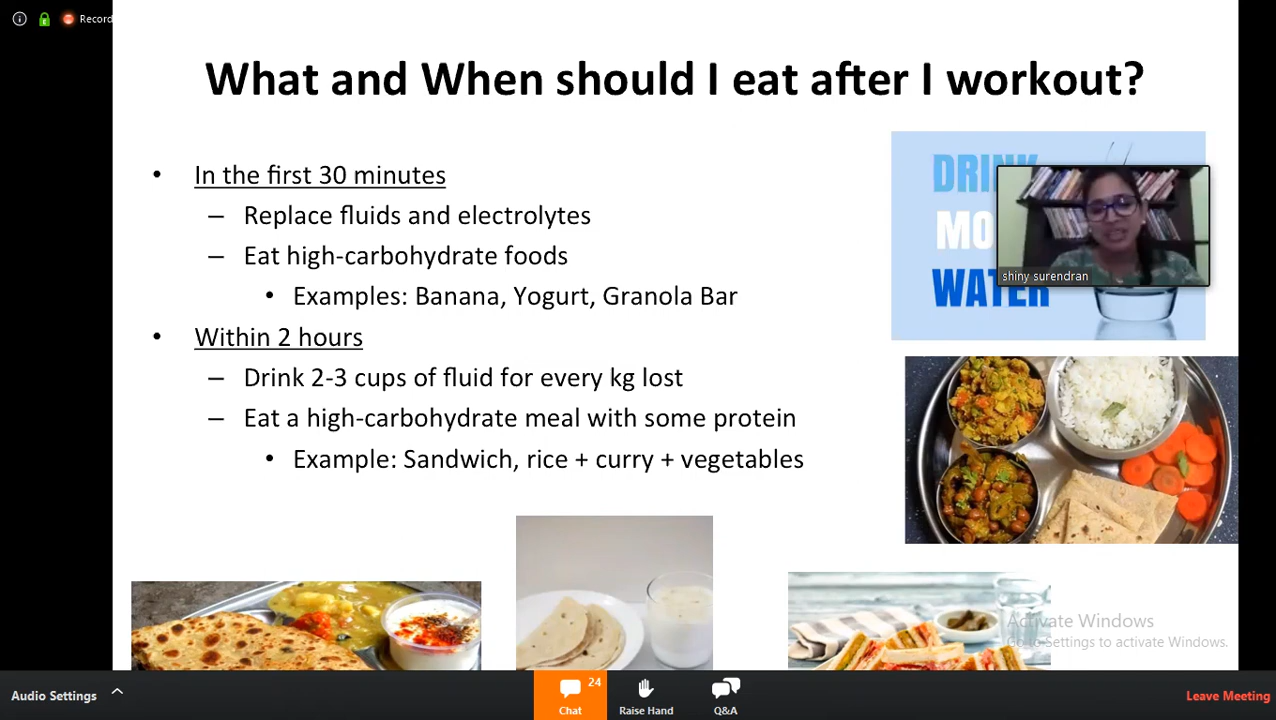 Record
What and When should I eat after I workout?
• In the first 30 minutes
– Replace fluids and electrolytes
– Eat high-carbohydrate foods
• Examples: Banana, Yogurt, Granola Bar
• Within 2 hours
– Drink 2-3 cups of fluid for every kg lost
– Eat a high-carbohydrate meal with some protein
• Example: Sandwich, rice + curry + vegetables
WATER
shiny surendran
Activate Windows
Go to Settings to activate Windows.
Audio Settings
24
Chat
Raise Hand
Q&A
Leave Meeting